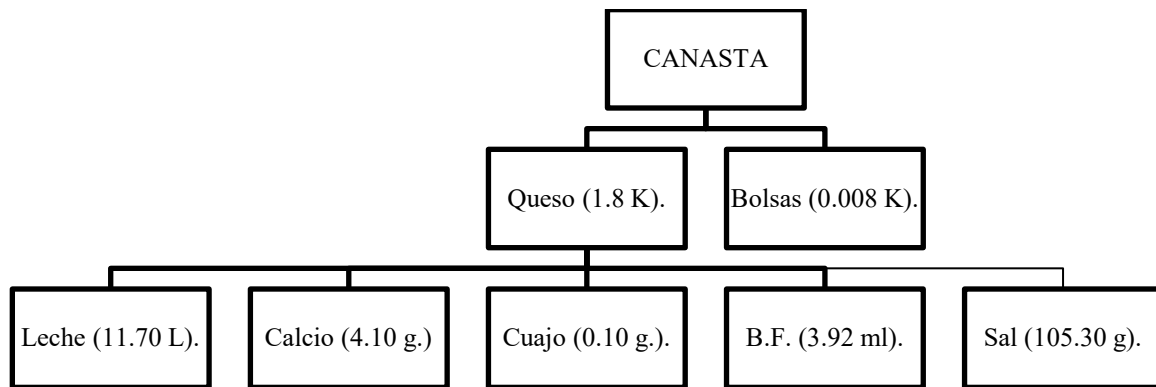 CANASTA
Queso (1.8 K).
Bolsas (0.008 K).
Leche (11.70 L).
Calcio (4.10 g.)
Cuajo (0.10 g.).
B.F. (3.92 ml).
Sal (105.30 g).